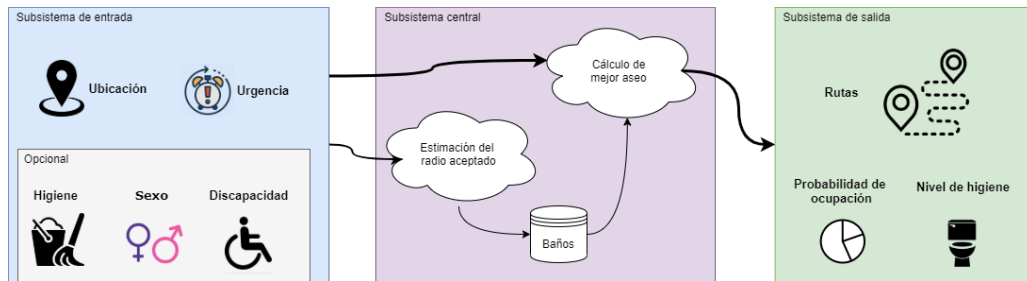 Subsistema de entrada
Ubicación
Urgencia
Opcional
Higiene
Sexo
Discapacidad
Subsistema central
Cálculo de
mejor aseo
Estimación del
radio aceptado
Baños
Subsistema de salida
Rutas
Probabilidad de
ocupación
Nivel de higiene